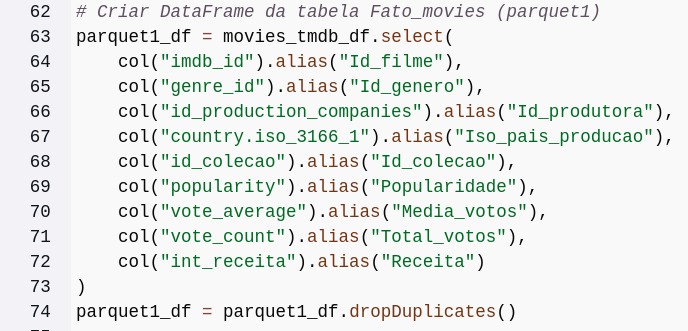 62 # Criar DataFrame da tabela Fato_movies (parquet1)
63 parquet1_df = movies_tmdb_df.select(
64     col("imdb_id").alias("Id_filme"),
65     col("genre_id").alias("Id_genero"),
66     col("id_production_companies").alias("Id_produtora"),
67     col("country.iso_3166_1").alias("Iso_pais_producao"),
68     col("id_colecao").alias("Id_colecao"),
69     col("popularity").alias("Popularidade"),
70     col("vote_average").alias("Media_votos"),
71     col("vote_count").alias("Total_votos"),
72     col("int_receita").alias("Receita")
73 )
74 parquet1_df = parquet1_df.dropDuplicates()